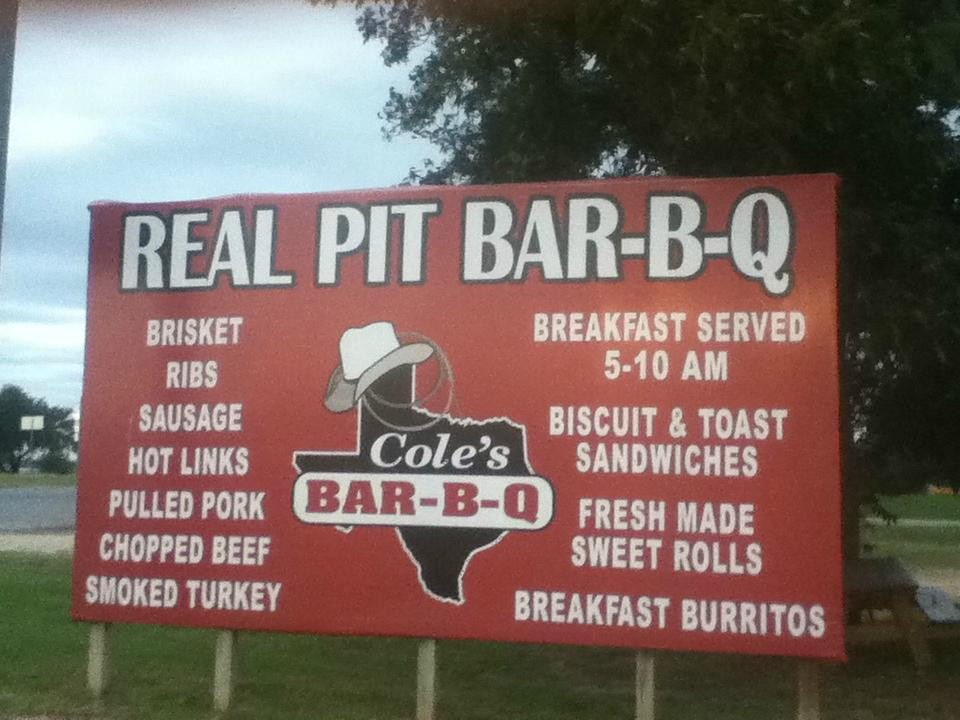 REAL PIT BAR-B-Q
BRISKET
RIBS
SAUSAGE
HOT LINKS
PULLED PORK
CHOPPED BEEF
SMOKED TURKEY
Cole's
BAR-B-Q
BREAKFAST SERVED
5-10 AM
BISCUIT & TOAST
SANDWICHES
FRESH MADE
SWEET ROLLS
BREAKFAST BURRITOS